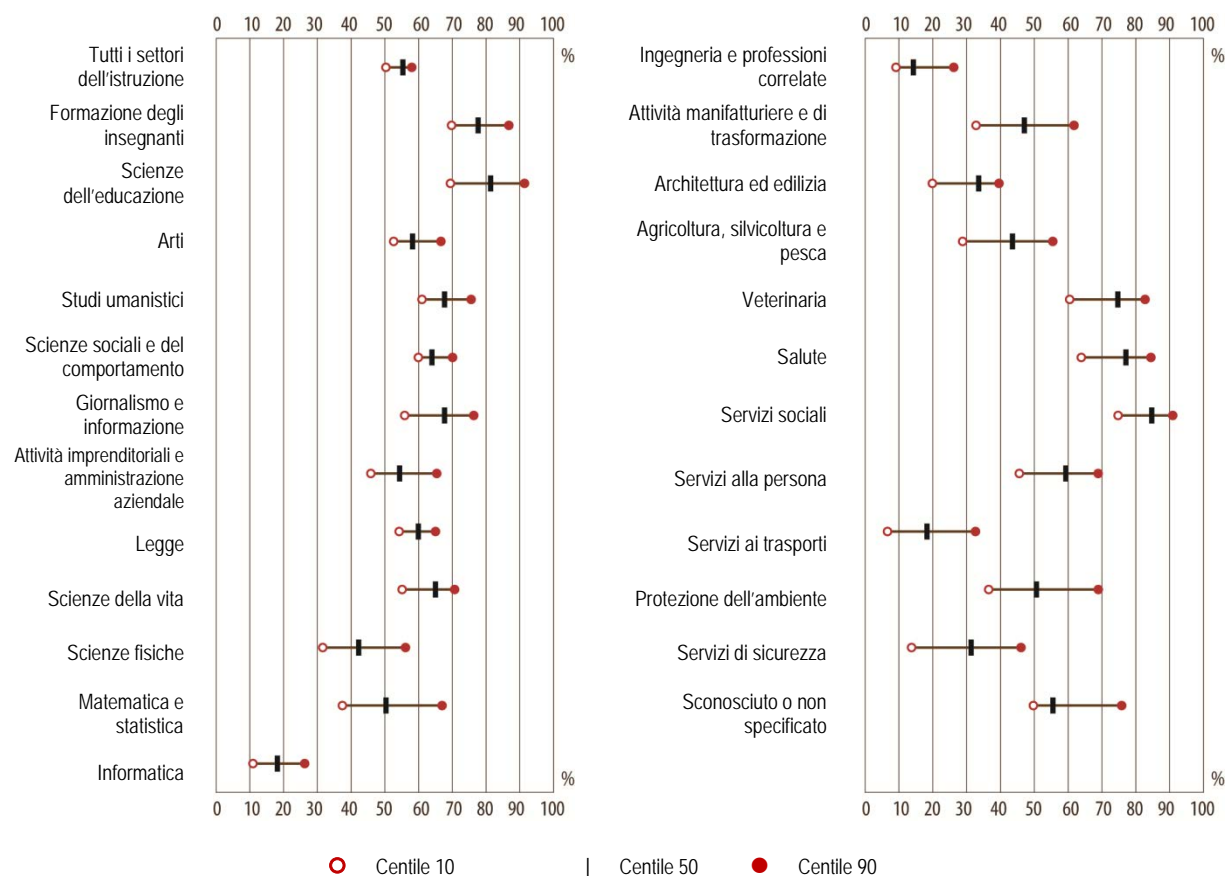 0 10 20 30 40 50 60 70 80 90 100
%
Tutti i settori
dell'istruzione
Formazione degli
insegnanti
Scienze
dell'educazione
Arti
Studi umanistici
Scienze sociali e del
comportamento
Giornalismo e
informazione
Attività imprenditoriali e
amministrazione
aziendale
Legge
Scienze della vita
Scienze fisiche
Matematica e
statistica
Informatica
%
0 10 20 30 40 50 60 70 80 90 100
0 10 20 30 40 50 60 70 80 90 100
%
Ingegneria e professioni
correlate
Attività manifatturiere e di
trasformazione
Architettura ed edilizia
Agricoltura, silvicoltura e
pesca
Veterinaria
Salute
Servizi sociali
Servizi alla persona
Servizi ai trasporti
Protezione dell'ambiente
Servizi di sicurezza
Sconosciuto o non
specificato
%
0 10 20 30 40 50 60 70 80 90 100
Centile 10 | Centile 50 Centile 90